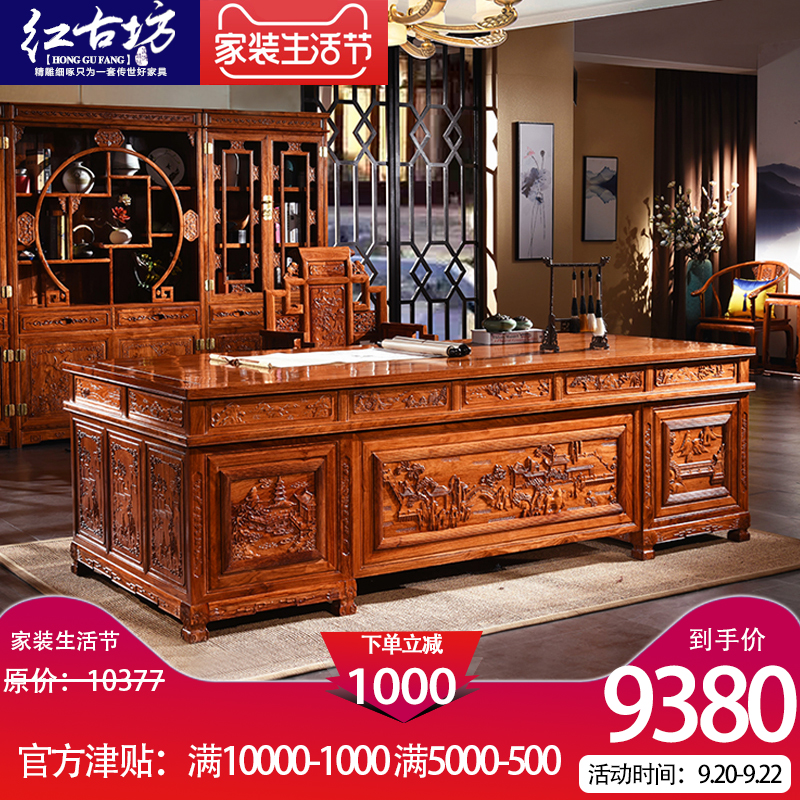 红古坊
【HONG GU FANG】
精雕细啄只为一套传世好家具
家装生活节
家装生活节
原价：10377
下单立减
1000
到手价
9380
官方津贴：满10000-1000 满5000-500
活动时间：9.20-9.22